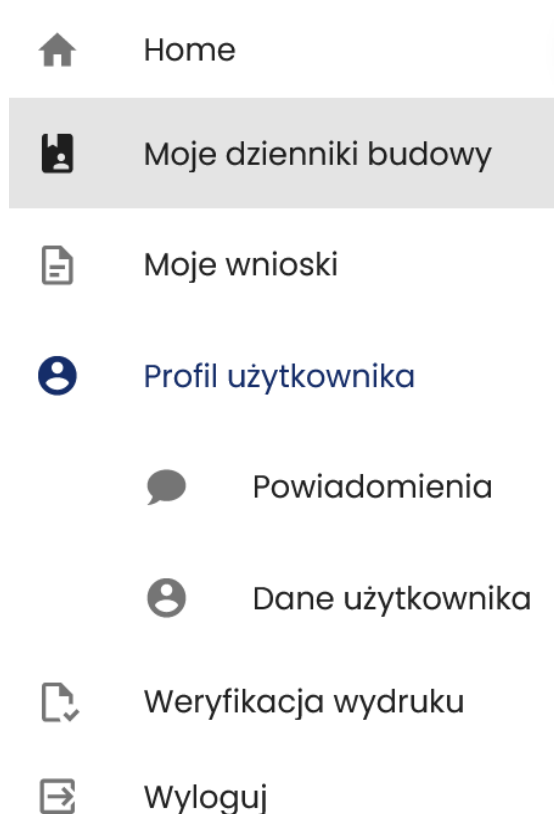 Home
Moje dzienniki budowy
Moje wnioski
Profil użytkownika
Powiadomienia
Dane użytkownika
Weryfikacja wydruku
Wyloguj